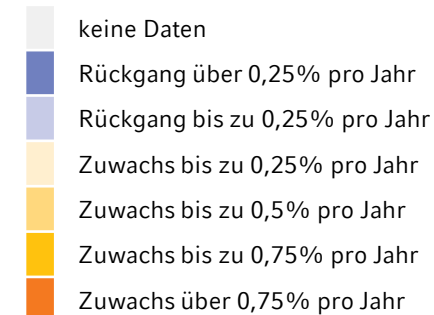 keine Daten
Rückgang über 0,25% pro Jahr
Rückgang bis zu 0,25% pro Jahr
Zuwachs bis zu 0,25% pro Jahr
Zuwachs bis zu 0,5% pro Jahr
Zuwachs bis zu 0,75% pro Jahr
Zuwachs über 0,75% pro Jahr